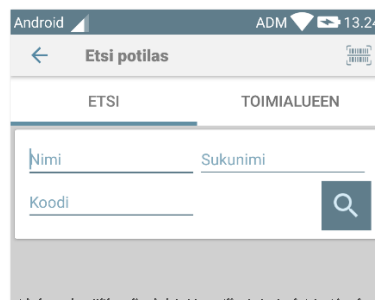 Android ADM 13.24
Etsi potilas
ETSI TOIMIALUEEN
Nimi Sukunimi
Koodi